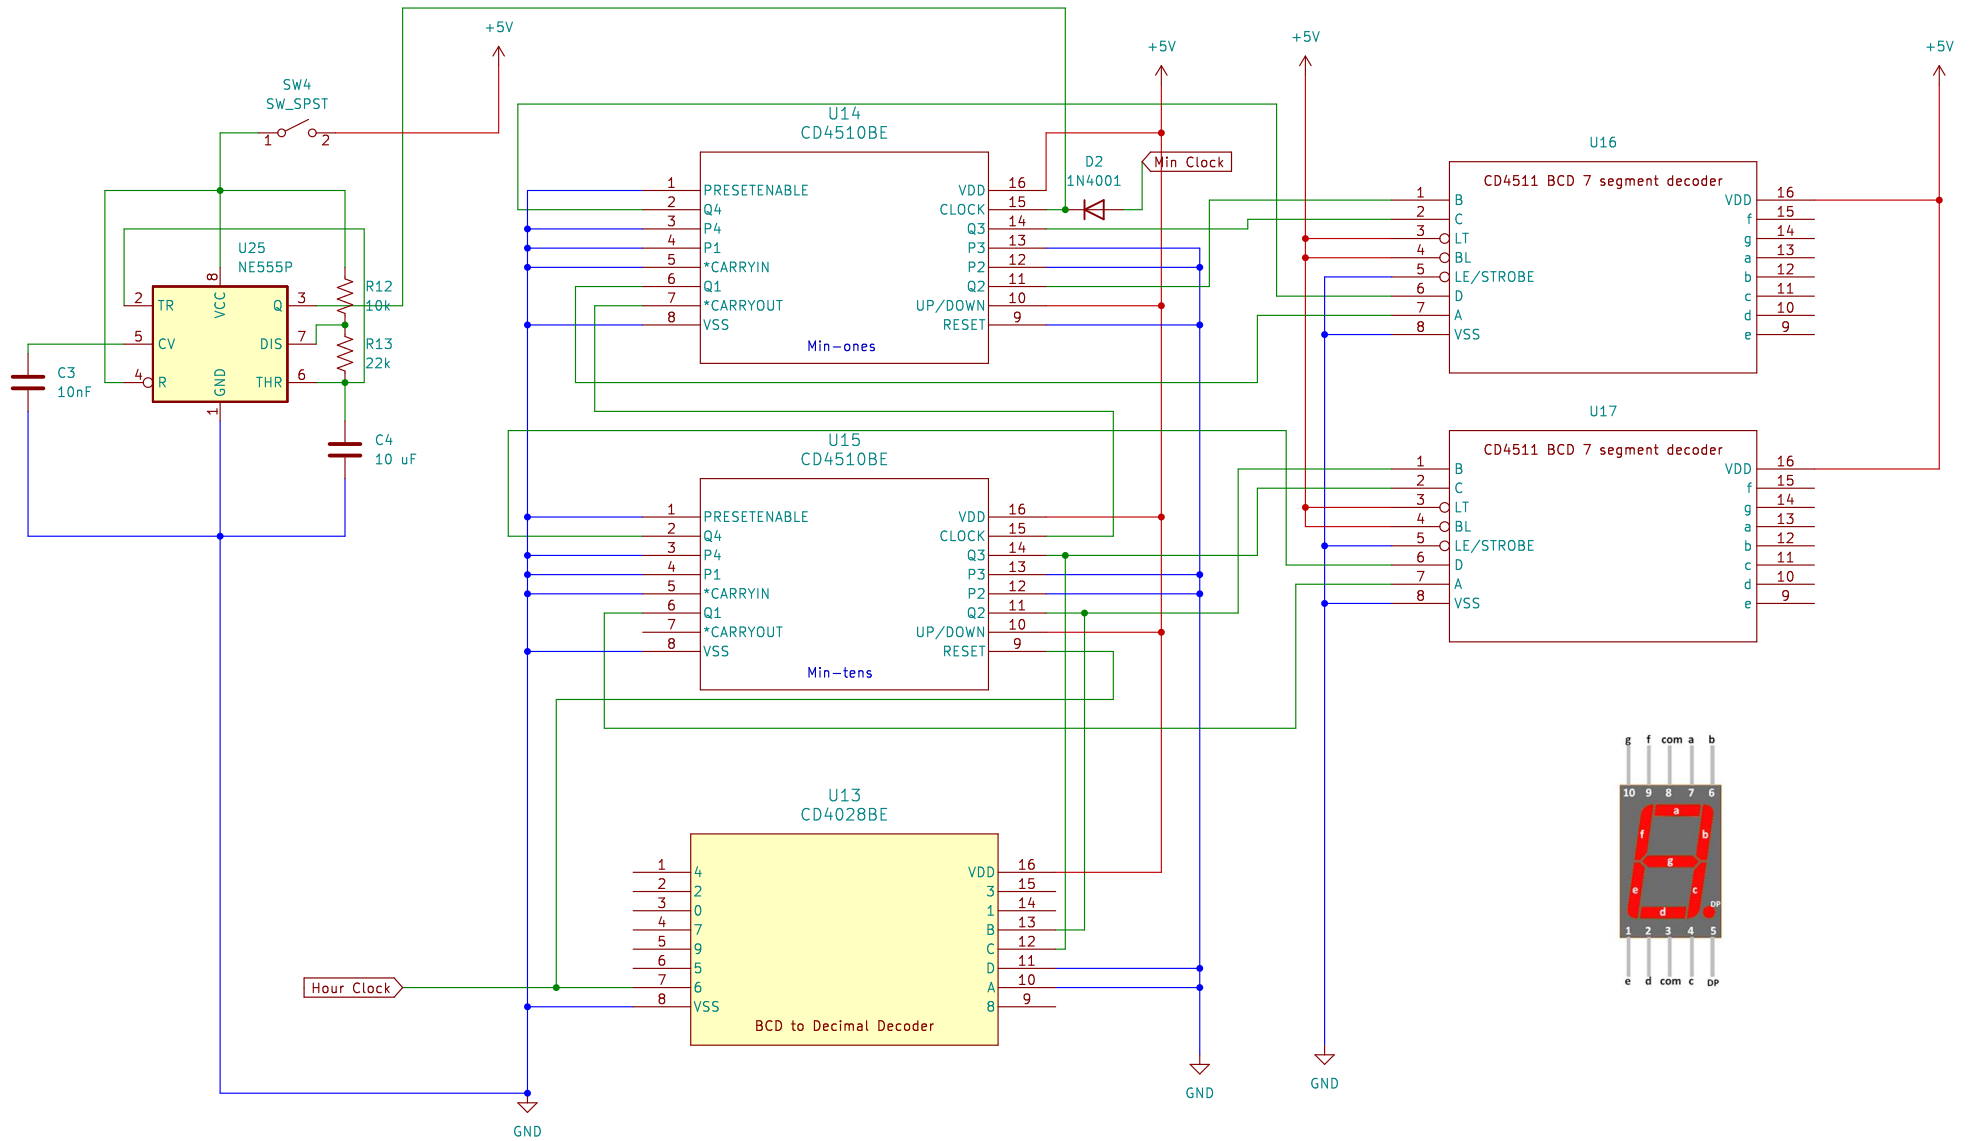 +5V
SW4
SW_SPST
1
2
U25
NE555P
2
TR
5
CV
4
R
8
VCC
GND
1
Q
3
DIS
7
THR
6
R12
10k
R13
22k
C3
10nF
C4
10 uF
U14
CD4510BE
1 PRESETENABLE
2 Q4
3 P4
4 P1
5 *CARRYIN
6 Q1
7 *CARRYOUT
8 VSS
VDD 16
CLOCK 15
Q3 14
P3 13
P2 12
Q2 11
UP/DOWN 10
RESET 9
Min-ones
+5V
D2
1N4001
Min Clock
U15
CD4510BE
1 PRESETENABLE
2 Q4
3 P4
4 P1
5 *CARRYIN
6 Q1
7 *CARRYOUT
8 VSS
VDD 16
CLOCK 15
Q3 14
P3 13
P2 12
Q2 11
UP/DOWN 10
RESET 9
Min-tens
U13
CD4028BE
1 4
2 2
3 0
4 7
5 9
6 5
7 6
8 VSS
VDD 16
3 15
1 14
B 13
C 12
D 11
A 10
8 9
BCD to Decimal Decoder
Hour Clock
GND
GND
GND
+5V
+5V
U16
CD4511 BCD 7 segment decoder
1 B
2 C
3 LT
4 BL
5 LE/STROBE
6 D
7 A
8 VSS
VDD 16
f 15
g 14
a 13
b 12
c 11
d 10
e 9
U17
CD4511 BCD 7 segment decoder
1 B
2 C
3 LT
4 BL
5 LE/STROBE
6 D
7 A
8 VSS
VDD 16
f 15
g 14
a 13
b 12
c 11
d 10
e 9
g f com a b
10 9 8 7 6
a
f
b
g
e
c
d
DP
1 2 3 4 5
e d com c DP